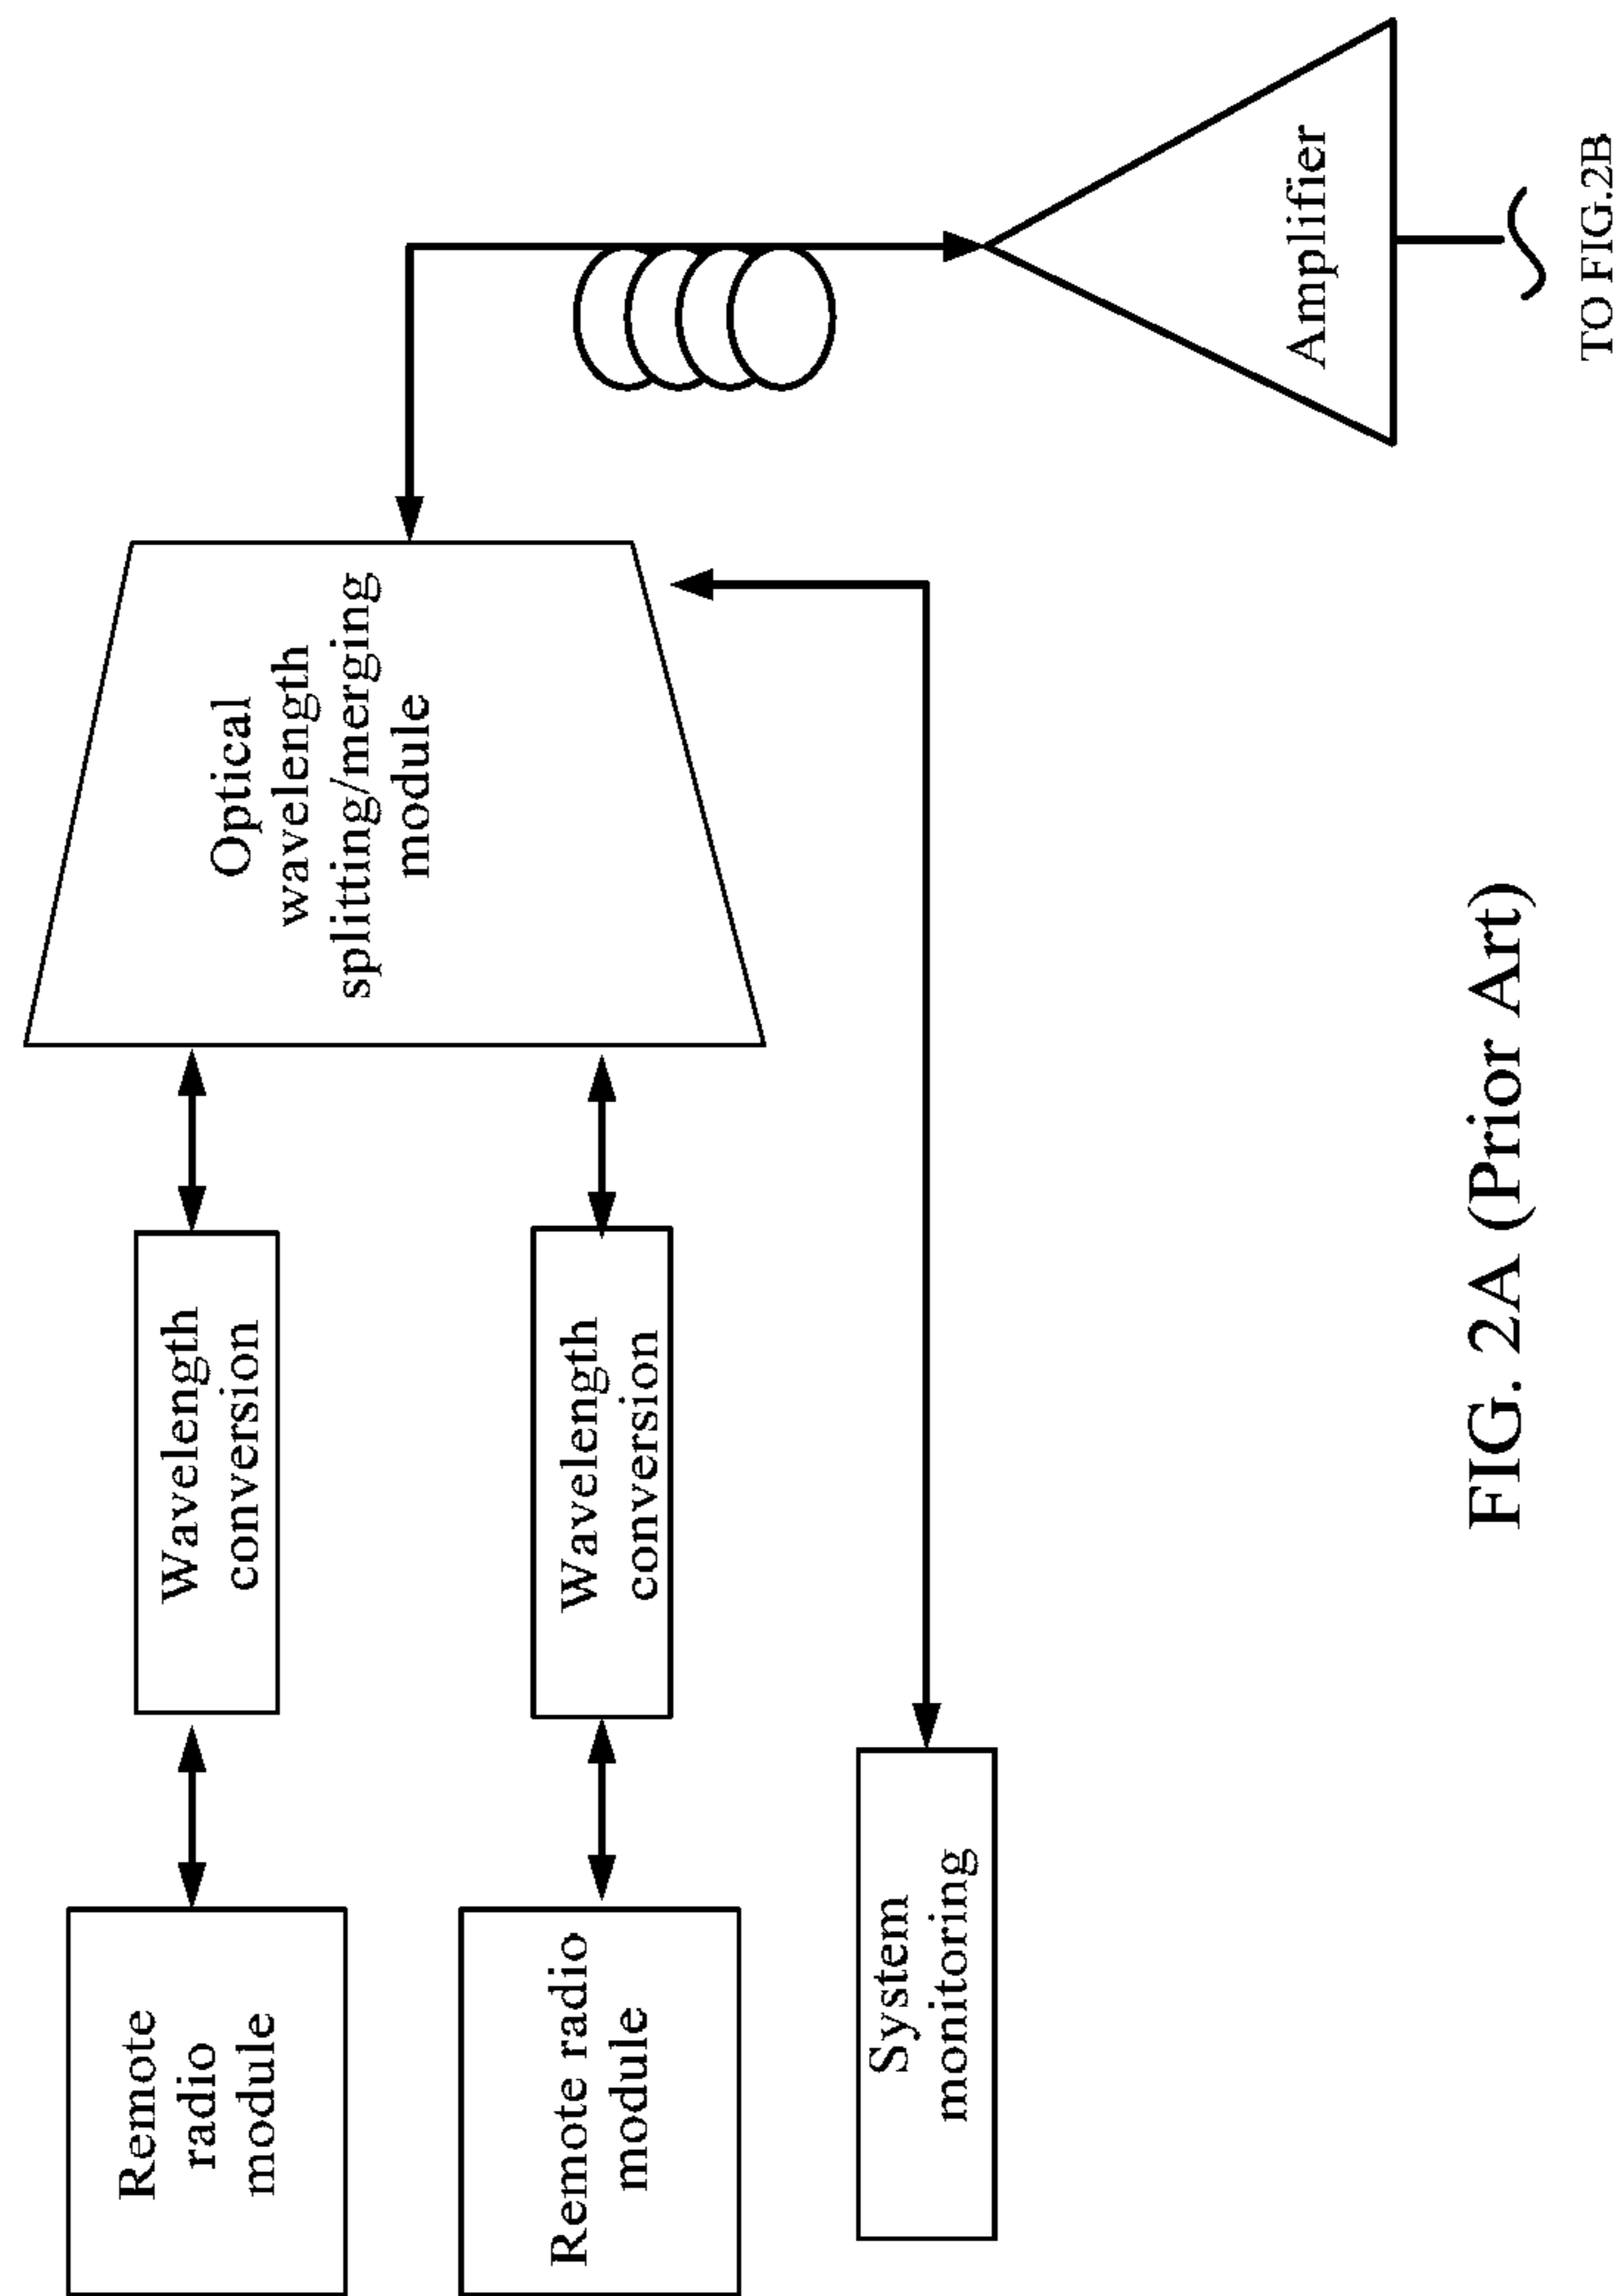 Remote
radio
module
Wavelength
conversion
Optical
wavelength
splitting/merging
module
Remote radio
module
Wavelength
conversion
System
monitoring
Amplifier
TO FIG.2B
FIG. 2A (Prior Art)